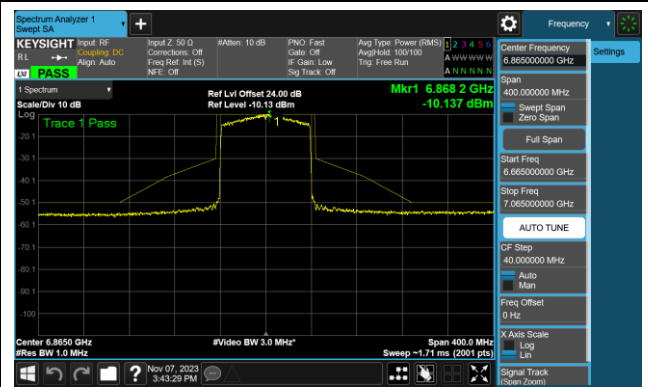 Spectrum Analyzer 1
Swept SA
Frequency
KEYSIGHT
Input: RF
Coupling: DC
Align: Auto
Input Z: 50 Ω
Corrections: Off
Freq Ref: Int (S)
NFE: Off
#Atten: 10 dB
PNO: Fast
Gate: Off
IF Gain: Low
Sig Track: Off
Avg Type: Power (RMS)
Avg|Hold: 100/100
Trig: Free Run
1 2 3 4 5 6
A W W W W W
A N N N N N
RL
LXI PASS
1 Spectrum
Scale/Div 10 dB
Ref Lvl Offset 24.00 dB
Ref Level -10.13 dBm
Mkr1 6.868 2 GHz
-10.137 dBm
Log
Trace 1 Pass
1
-20.1
-30.1
-40.1
-50.1
-60.1
-70.1
-80.1
-90.1
-100
Center 6.8650 GHz
#Res BW 1.0 MHz
#Video BW 3.0 MHz*
Span 400.0 MHz
Sweep ~1.71 ms (2001 pts)
Nov 07, 2023
3:43:29 PM
Center Frequency
6.865000000 GHz
Span
400.000000 MHz
Swept Span
Zero Span
Full Span
Start Freq
6.665000000 GHz
Stop Freq
7.065000000 GHz
AUTO TUNE
CF Step
40.000000 MHz
Auto
Man
Freq Offset
0 Hz
X Axis Scale
Log
Lin
Signal Track
(Span Zoom)
Settings